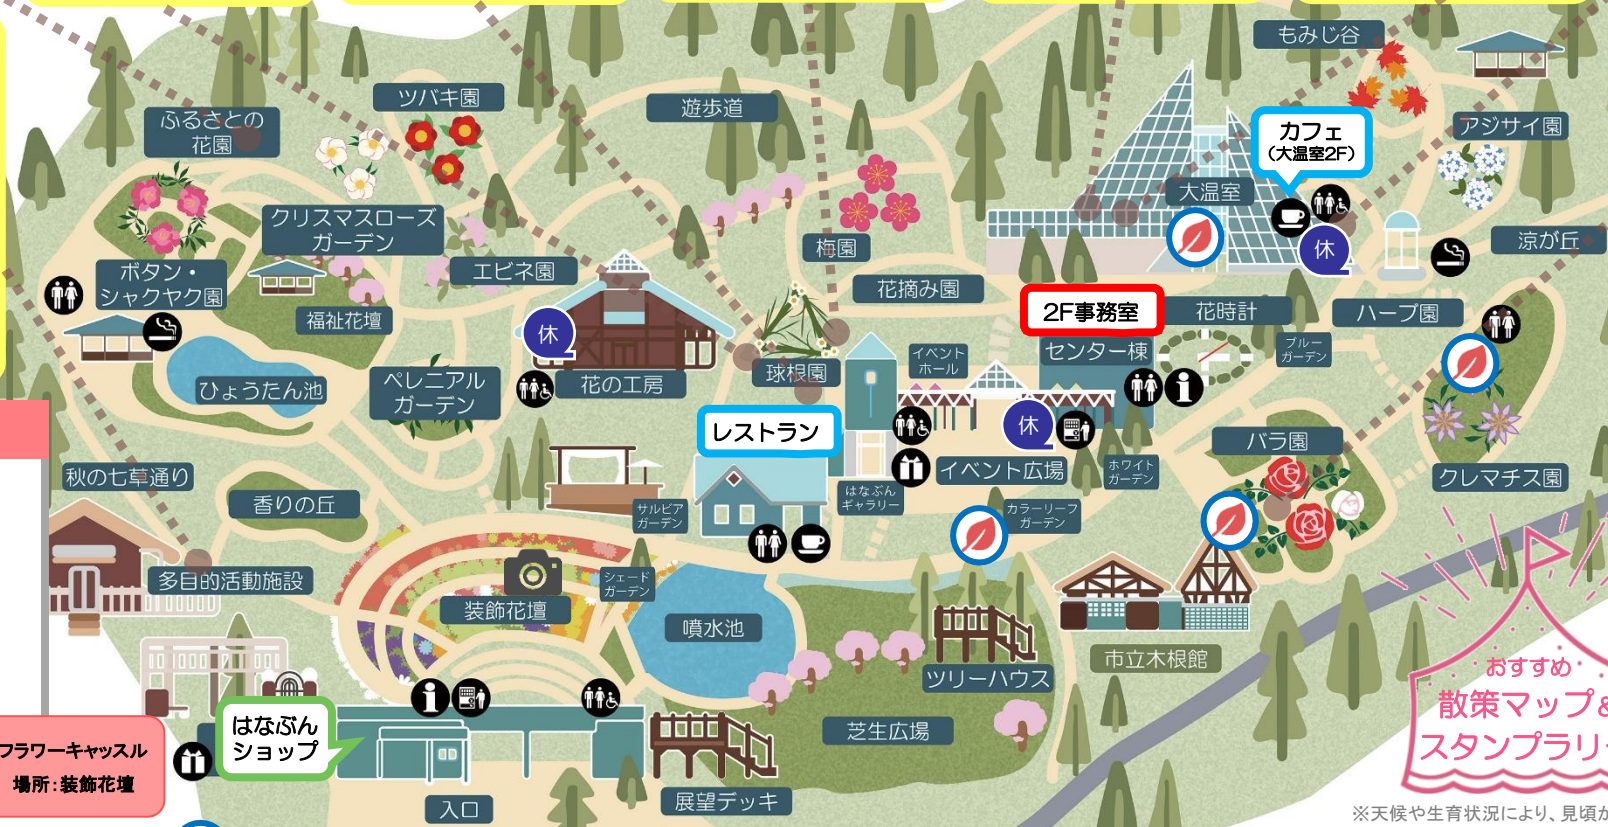 もみじ谷
ツバキ園
遊歩道
ふるさとの
花園
カフェ
(大温室2F)
アジサイ園
大温室
クリスマスローズ
ガーデン
梅園
涼が丘
ボタン・
シャクヤク園
エビネ園
花摘み園
休
福祉花壇
2F事務室
花時計
ハーブ園
休
センター棟
ブルー
ガーデン
イベント
ホール
ひょうたん池
ペレニアル
ガーデン
花の工房
球根園
レストラン
休
バラ園
イベント広場
ホワイト
ガーデン
クレマチス園
秋の七草通り
香りの丘
はなぶん
ギャラリー
サルビア
ガーデン
カラーリーフ
ガーデン
多目的活動施設
シェード
ガーデン
装飾花壇
噴水池
ツリーハウス
市立木根館
おすすめ
散策マップ&
スタンプラリー
はなぶん
ショップ
芝生広場
フラワーキャッスル
場所:装飾花壇
入口
展望デッキ
※天候や生育状況により、見頃が